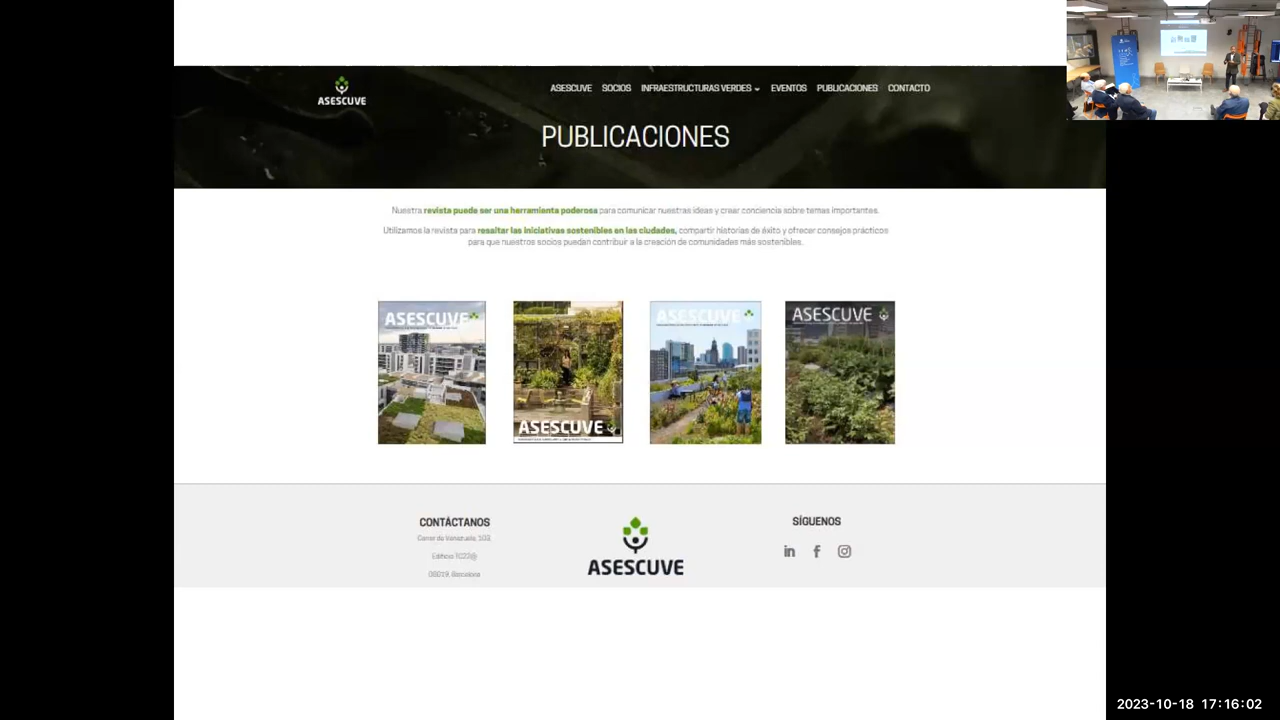 ASESCUVE
ASESCUVE SOCIOS INFRAESTRUCTURAS VERDES EVENTOS PUBLICACIONES CONTACTO
PUBLICACIONES
Nuestra revista puede ser una herramienta poderosa para comunicar nuestras ideas y crear conciencia sobre temas importantes.
Utilizamos la revista para resaltar las iniciativas sostenibles en las ciudades, compartir historias de éxito y ofrecer consejos prácticos
para que nuestros socios puedan contribuir a la creación de comunidades más sostenibles.
ASESCUVE
ASESCUVE
ASESCUVE
ASESCUVE
CONTÁCTANOS
Carrer de Venezuela, 103,
Edificio TC22@
08019, Barcelona
ASESCUVE
SÍGUENOS
in f
2023-10-18 17:16:02